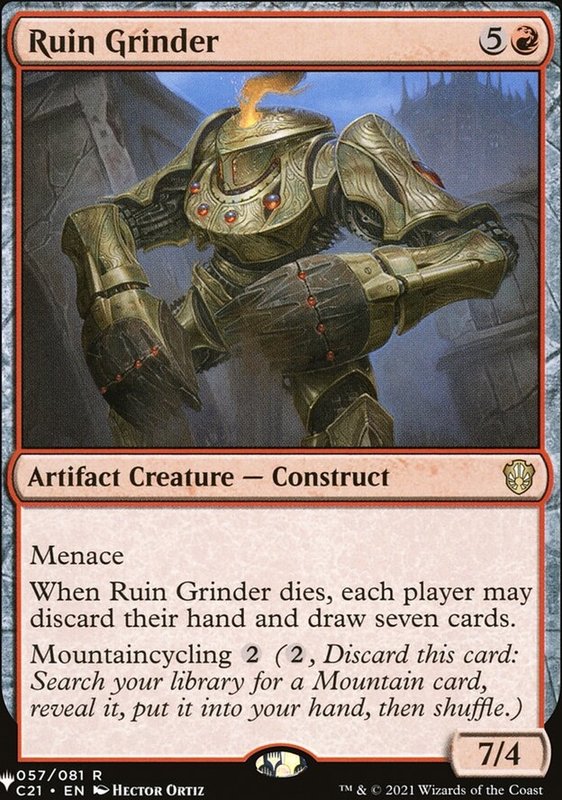 Ruin Grinder 5
Artifact Creature — Construct
Menace
When Ruin Grinder dies, each player may
discard their hand and draw seven cards.
Mountaincycling 2 (2, Discard this card:
Search your library for a Mountain card,
reveal it, put it into your hand, then shuffle.)
7/4
057/081 R
C21 • EN Hector Ortiz
™ & © 2021 Wizards of the Coast